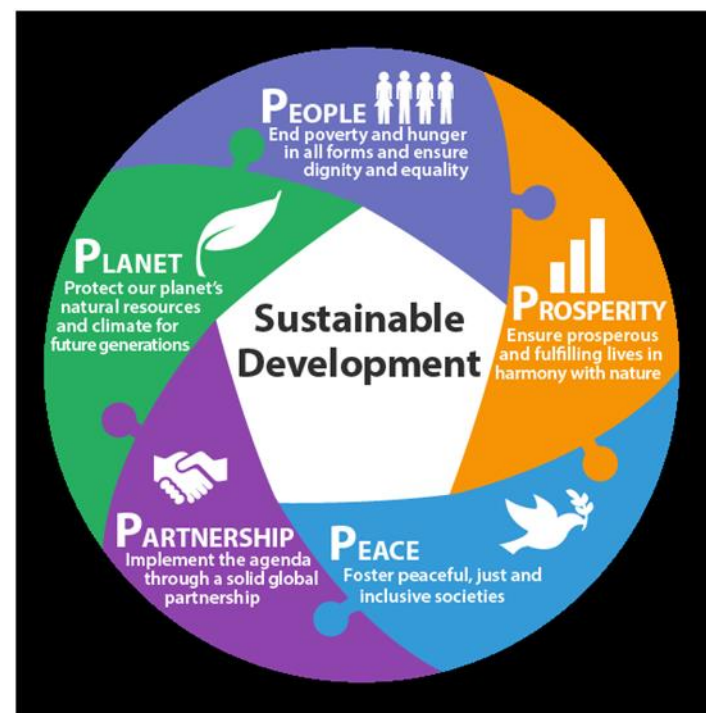 PEOPLE
End poverty and hunger
in all forms and ensure
dignity and equality
PLANET
Protect our planet's
natural resources
and climate for
future generations
Sustainable
Development
PROSPERITY
Ensure prosperous
and fulfilling lives in
harmony with nature
PARTNERSHIP
Implement the agenda
through a solid global
partnership
PEACE
Foster peaceful, just and
inclusive societies